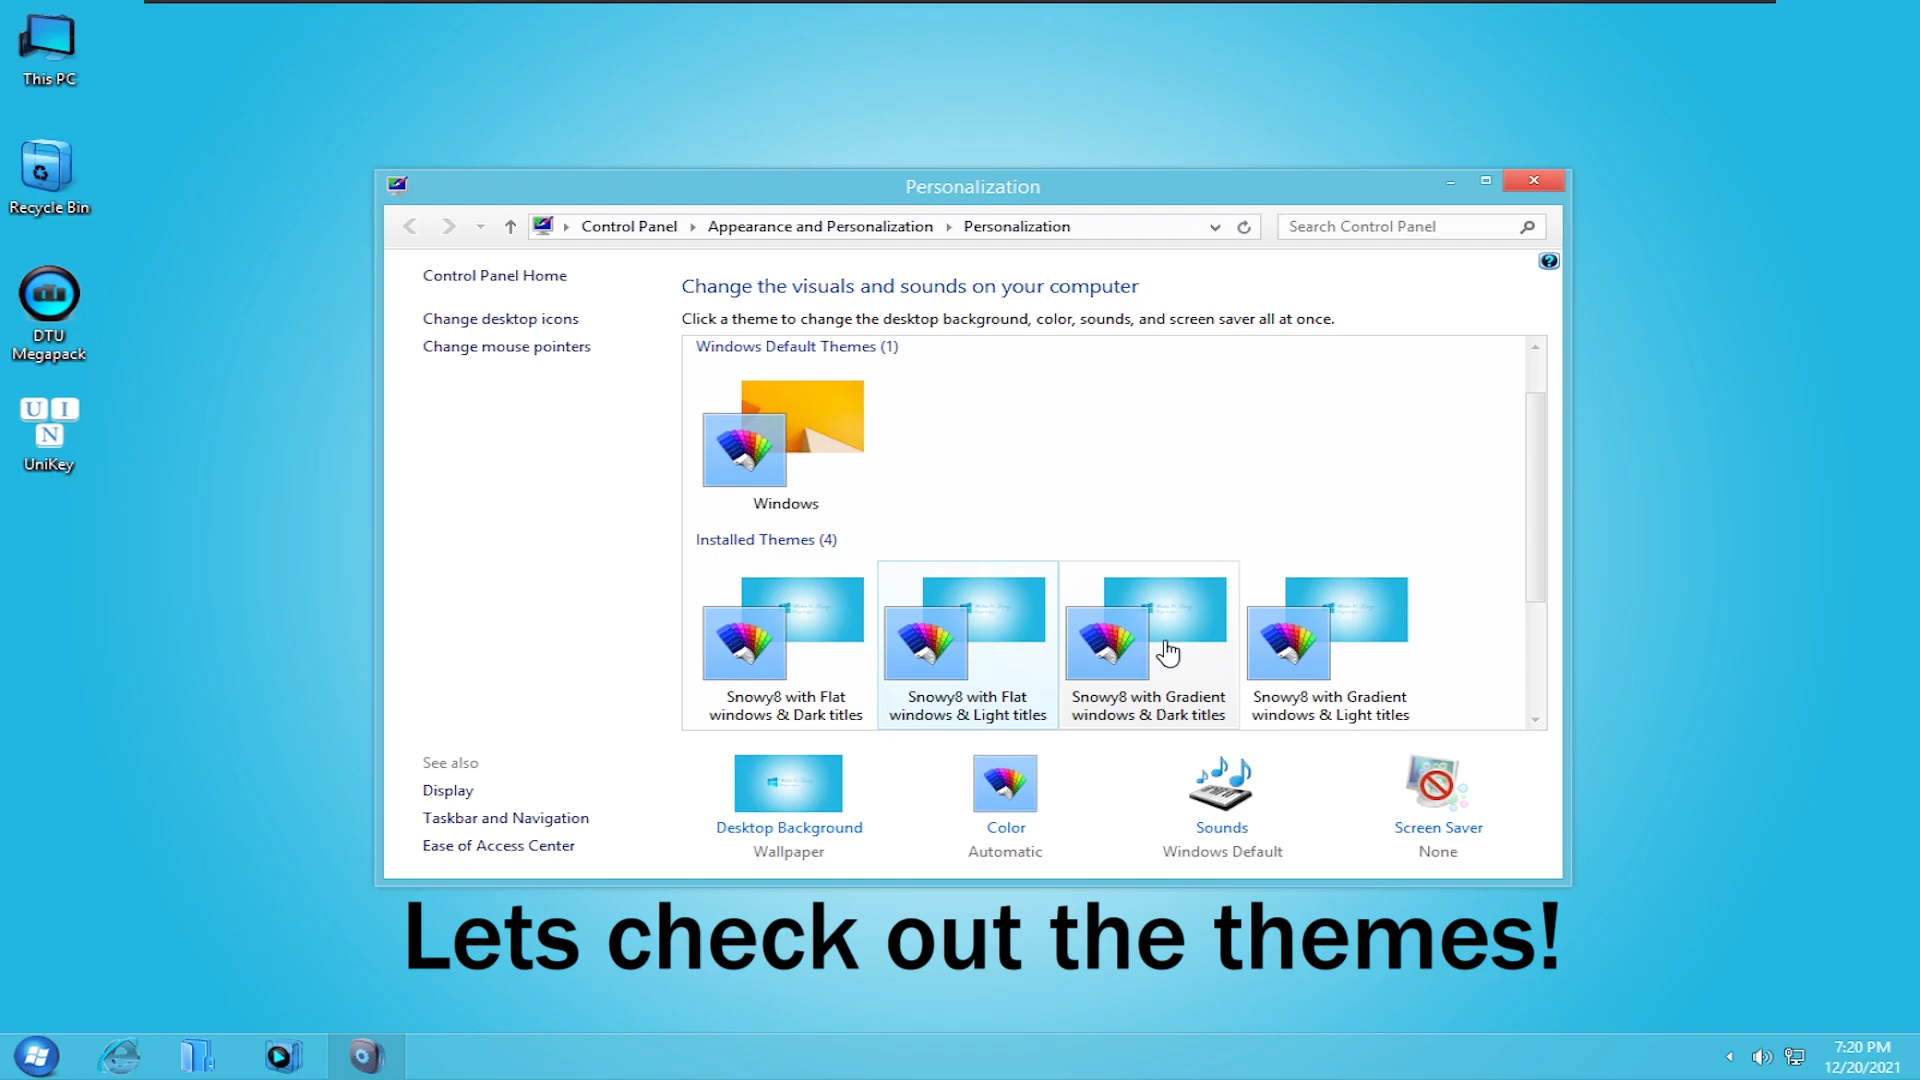 This PC
Recycle Bin
DTU
Megapack
U I
N
UniKey
Personalization
Control Panel
Appearance and Personalization
Personalization
Search Control Panel
Control Panel Home
Change desktop icons
Change mouse pointers
See also
Display
Taskbar and Navigation
Ease of Access Center
Change the visuals and sounds on your computer
Click a theme to change the desktop background, color, sounds, and screen saver all at once.
Windows Default Themes (1)
Windows
Installed Themes (4)
Snowy8 with Flat
windows & Dark titles
Snowy8 with Flat
windows & Light titles
Snowy8 with Gradient
windows & Dark titles
Snowy8 with Gradient
windows & Light titles
Desktop Background
Wallpaper
Color
Automatic
Sounds
Windows Default
Screen Saver
None
Lets check out the themes!
7:20 PM
12/20/2021